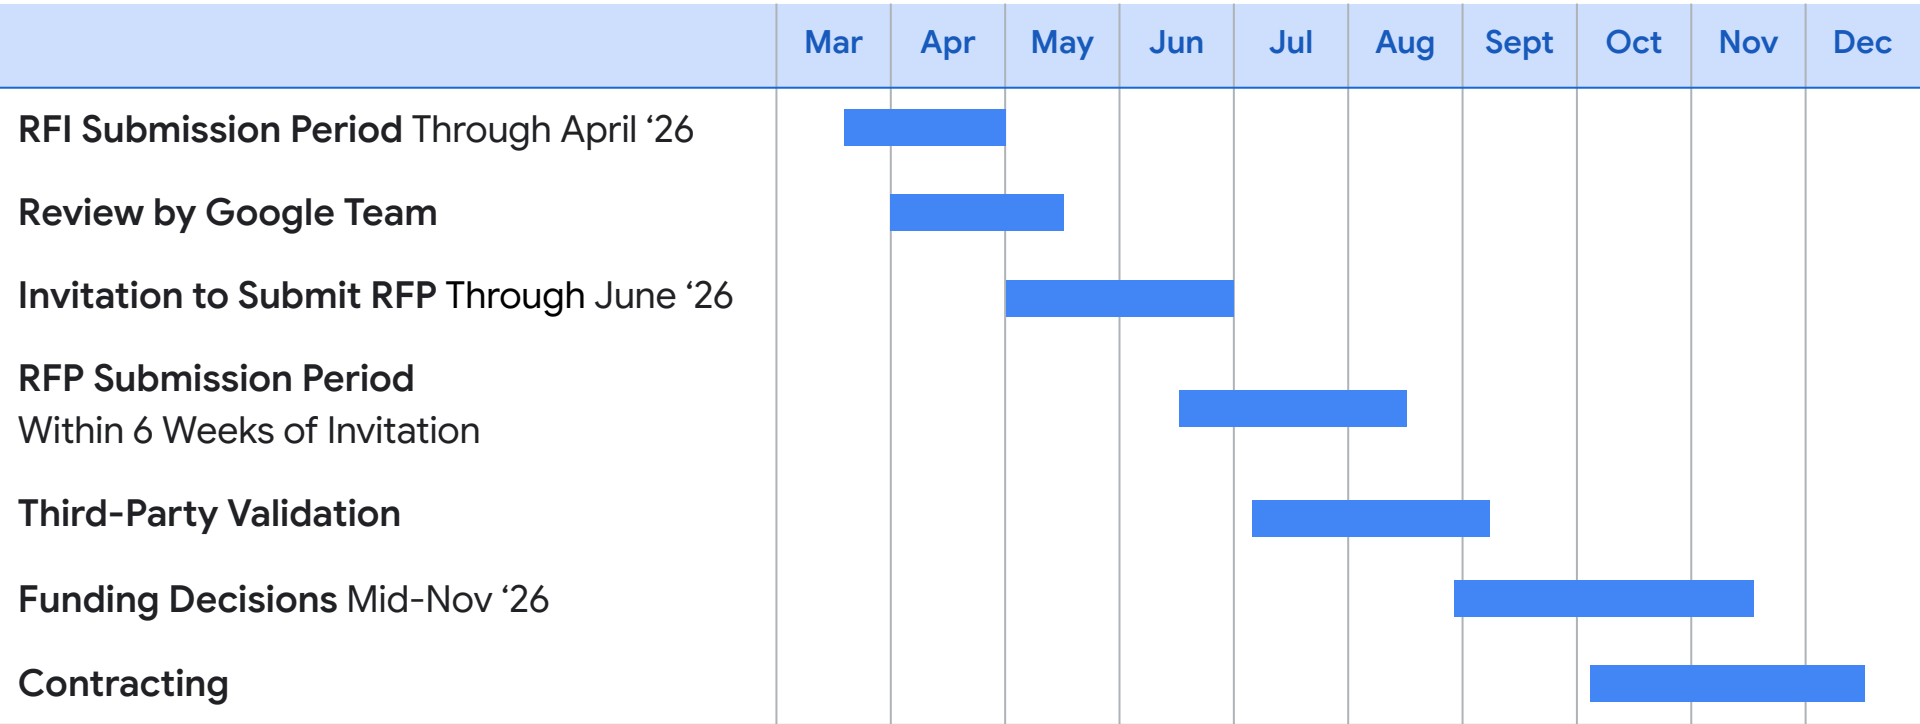 Mar Apr May Jun Jul Aug Sept Oct Nov Dec
RFI Submission Period Through April ‘26
Review by Google Team
Invitation to Submit RFP Through June ‘26
RFP Submission Period
Within 6 Weeks of Invitation
Third-Party Validation
Funding Decisions Mid-Nov ‘26
Contracting